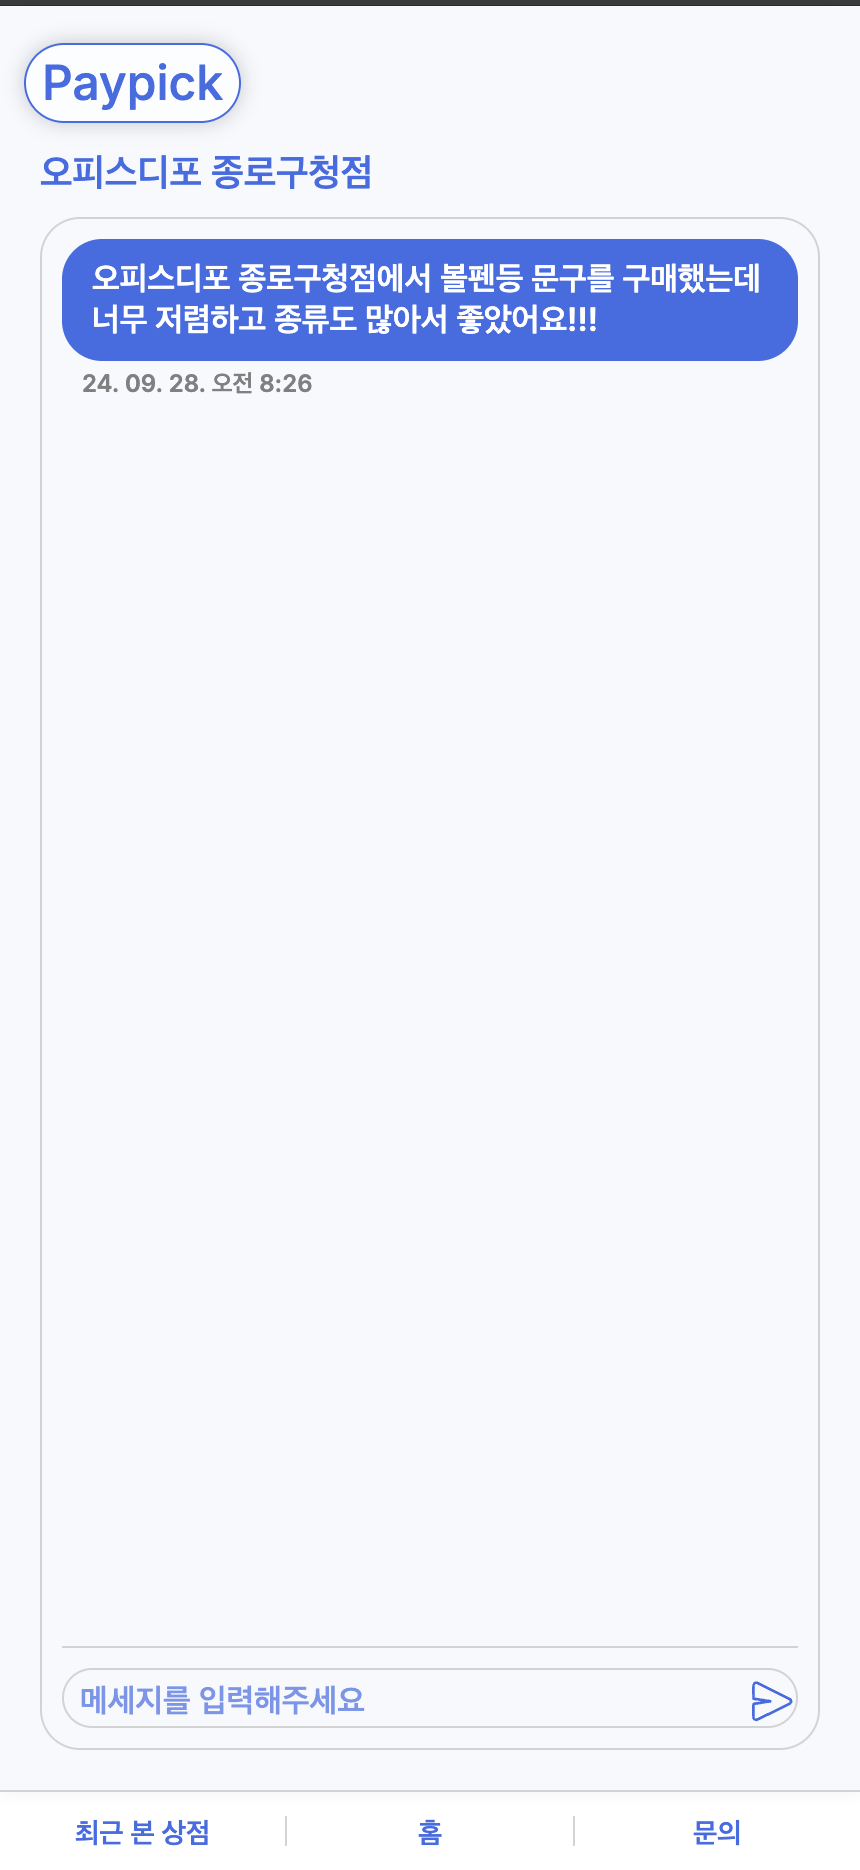 Paypick
오피스디포 종로구청점
오피스디포 종로구청점에서 볼펜등 문구를 구매했는데
너무 저렴하고 종류도 많아서 좋았어요!!!
24. 09. 28. 오전 8:26
메세지를 입력해주세요
최근 본 상점
홈
문의